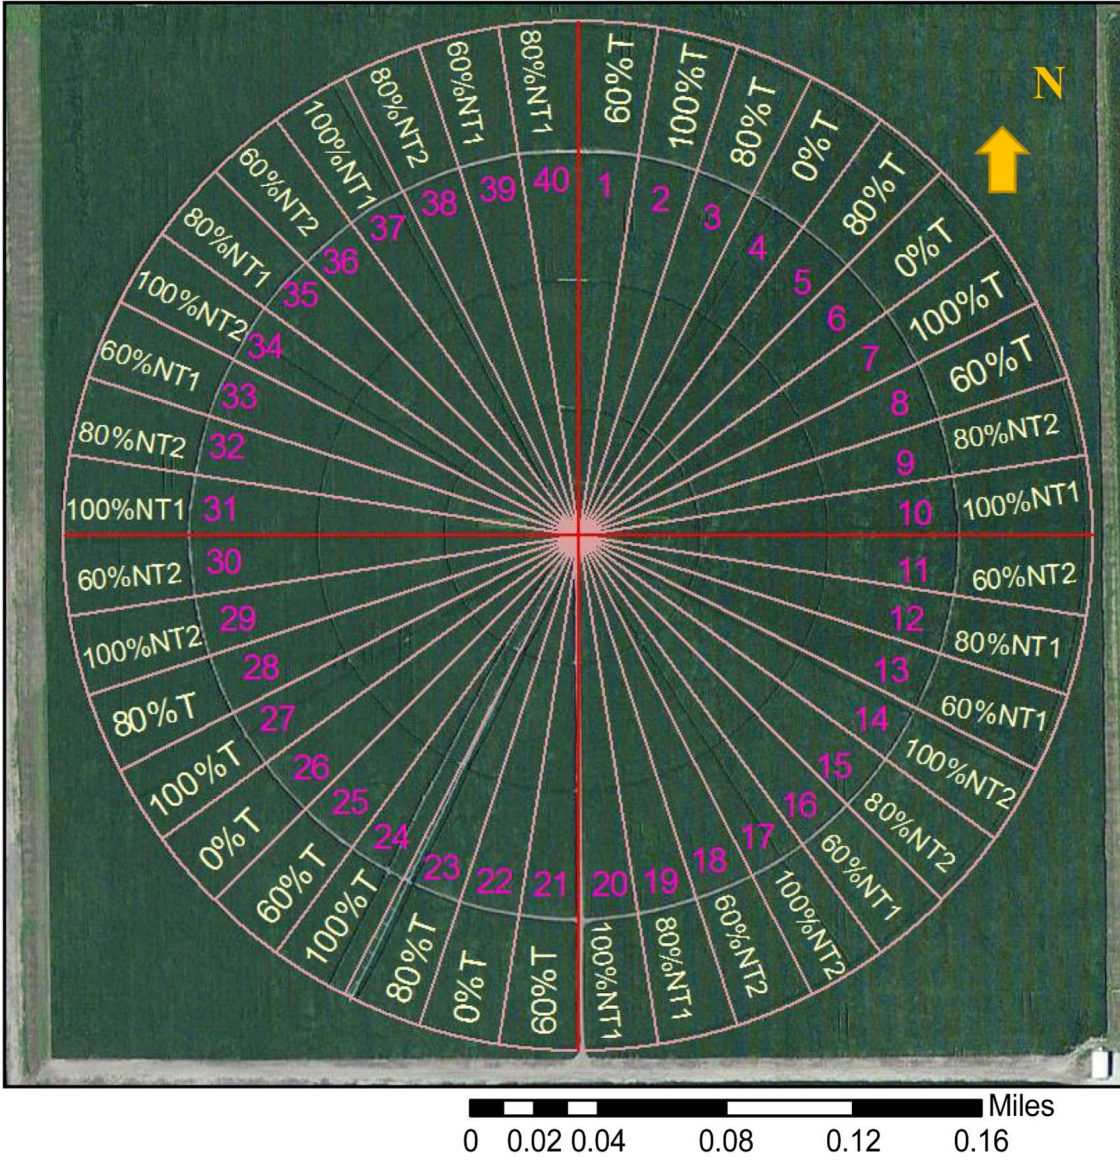 60%T
100%T
80%T
0%T
80%T
0%T
100%T
60%T
80%NT2
100%NT1
60%NT2
80%NT1
60%NT1
100%NT2
80%NT2
60%NT1
100%NT2
60%NT2
80%NT1
100%NT1
60%T
0%T
80%T
100%T
60%T
0%T
100%T
80%T
100%NT2
60%NT2
100%NT1
80%NT2
60%NT1
100%NT2
80%NT1
60%NT2
100%NT1
80%NT2
60%NT1
80%NT1
1
2
3
4
5
6
7
8
9
10
11
12
13
14
15
16
17
18
19
20
21
22
23
24
25
26
27
28
29
30
31
32
33
34
35
36
37
38
39
40
N
Miles
0 0.02 0.04 0.08 0.12 0.16